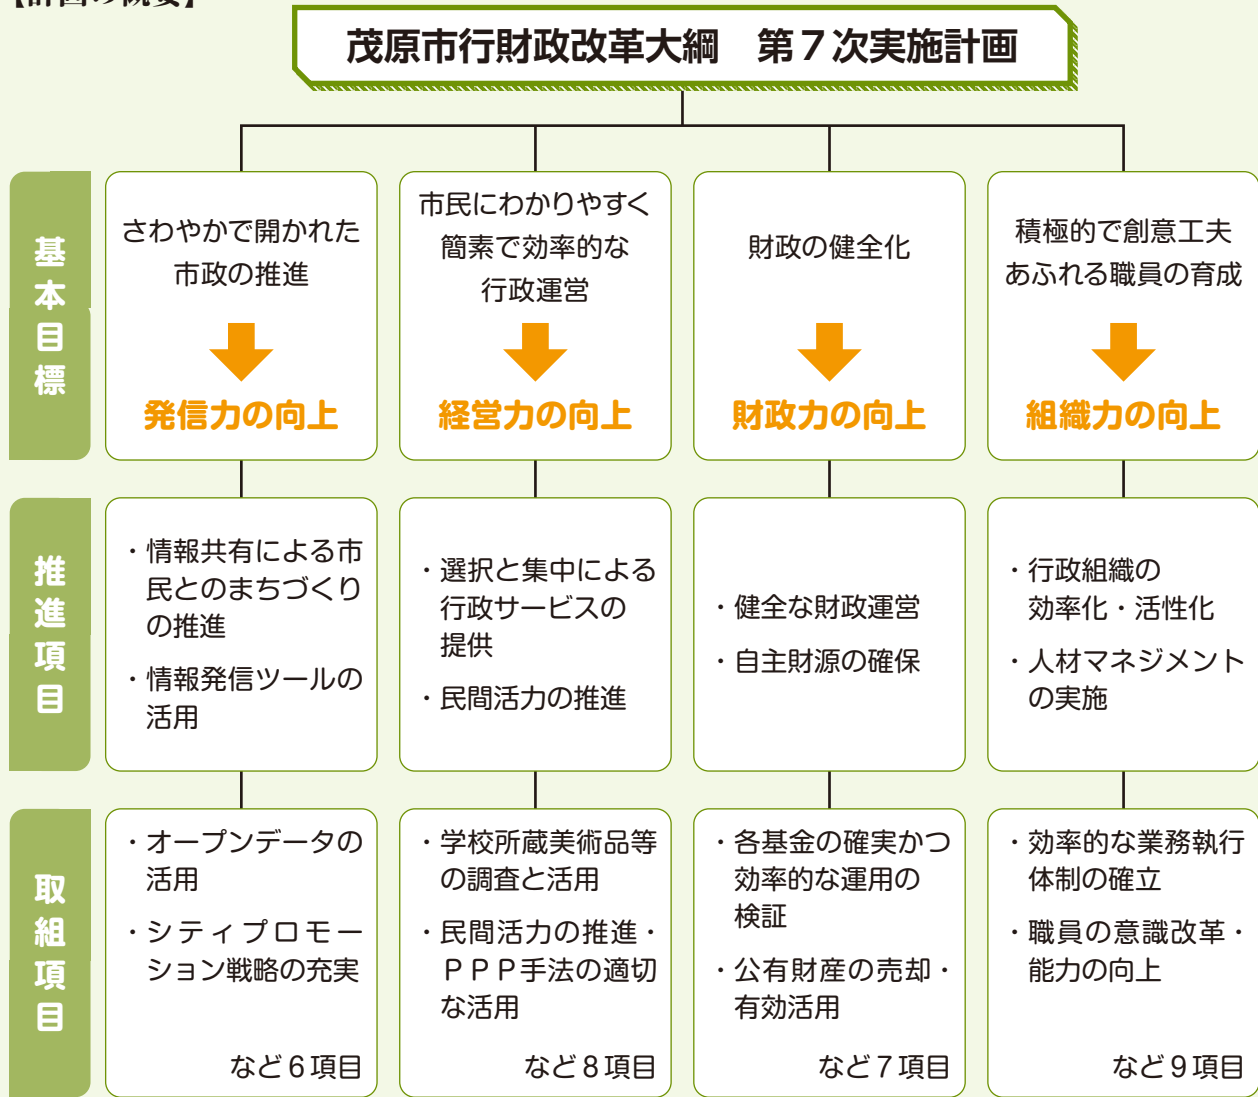 【計画の概要】
茂原市行財政改革大綱　第７次実施計画
基本目標
さわやかで開かれた
市政の推進
発信力の向上
市民にわかりやすく
簡素で効率的な
行政運営
経営力の向上
財政の健全化
財政力の向上
積極的で創意工夫
あふれる職員の育成
組織力の向上
推進項目
・情報共有による市
民とのまちづくり
の推進
・情報発信ツールの
活用
・選択と集中による
行政サービスの
提供
・民間活力の推進
・健全な財政運営
・自主財源の確保
・行政組織の
効率化・活性化
・人材マネジメント
の実施
取組項目
・オープンデータの
活用
・シティプロモー
ション戦略の充実
など６項目
・学校所蔵美術品等
の調査と活用
・民間活力の推進・
ＰＰＰ手法の適切
な活用
など８項目
・各基金の確実かつ
効率的な運用の
検証
・公有財産の売却・
有効活用
など７項目
・効率的な業務執行
体制の確立
・職員の意識改革・
能力の向上
など９項目